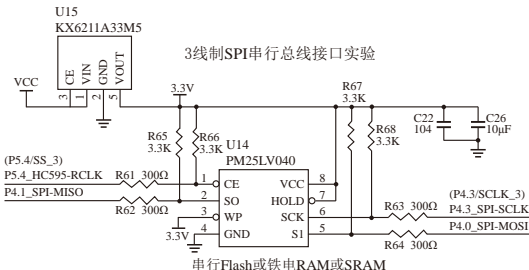 U15
KX6211A33M5
3线制SPI串行总线接口实验
CE
VIN
GND
VOUT
VCC
3
1
2
5
3.3V
R67
3.3K
R65
3.3K
R66
3.3K
U14
PM25LV040
R68
3.3K
C22
104
C26
10μF
(P5.4/SS_3)
P5.4_HC595-RCLK
R61 300Ω
1
CE
VCC
8
P4.1_SPI-MISO
R62 300Ω
2
SO
HOLD
7
3
WP
SCK
6
R63 300Ω
(P4.3/SCLK_3)
P4.3_SPI-SCLK
3.3V
4
GND
S1
5
R64 300Ω
P4.0_SPI-MOSI
串行Flash或铁电RAM或SRAM